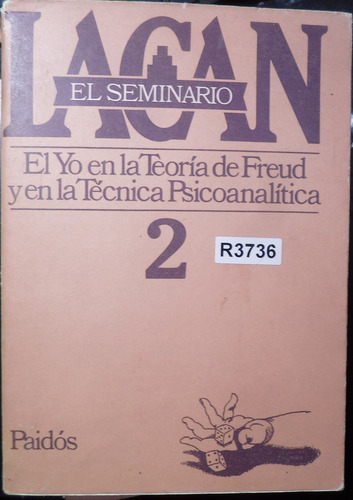 LACAN
EL SEMINARIO
El Yo en la Teoría de Freud
y en la Técnica Psicoanalítica
2
R3736
Paidós